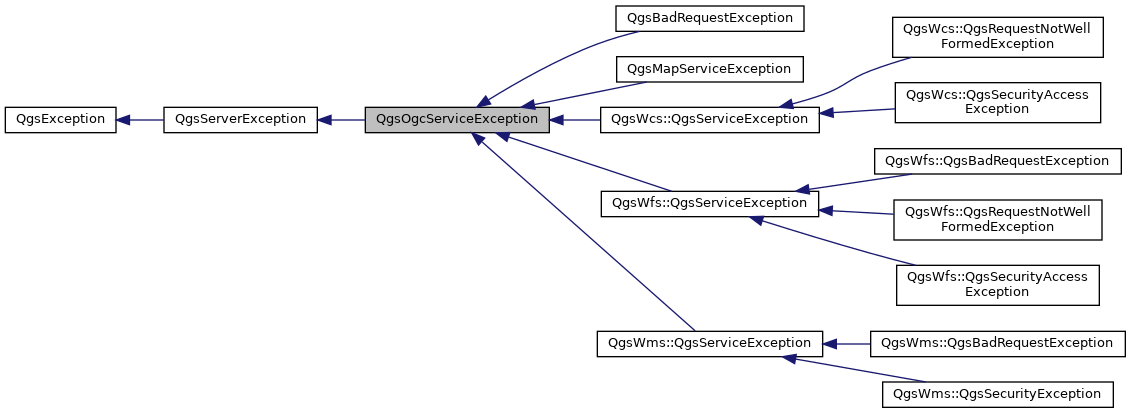 QgsBadRequestException
QgsWcs::QgsRequestNotWell
FormedException
QgsMapServiceException
QgsWcs::QgsSecurityAccess
Exception
QgsException
QgsServerException
QgsOgcServiceException
QgsWcs::QgsServiceException
QgsWfs::QgsBadRequestException
QgsWfs::QgsServiceException
QgsWfs::QgsRequestNotWell
FormedException
QgsWfs::QgsSecurityAccess
Exception
QgsWms::QgsServiceException
QgsWms::QgsBadRequestException
QgsWms::QgsSecurityException